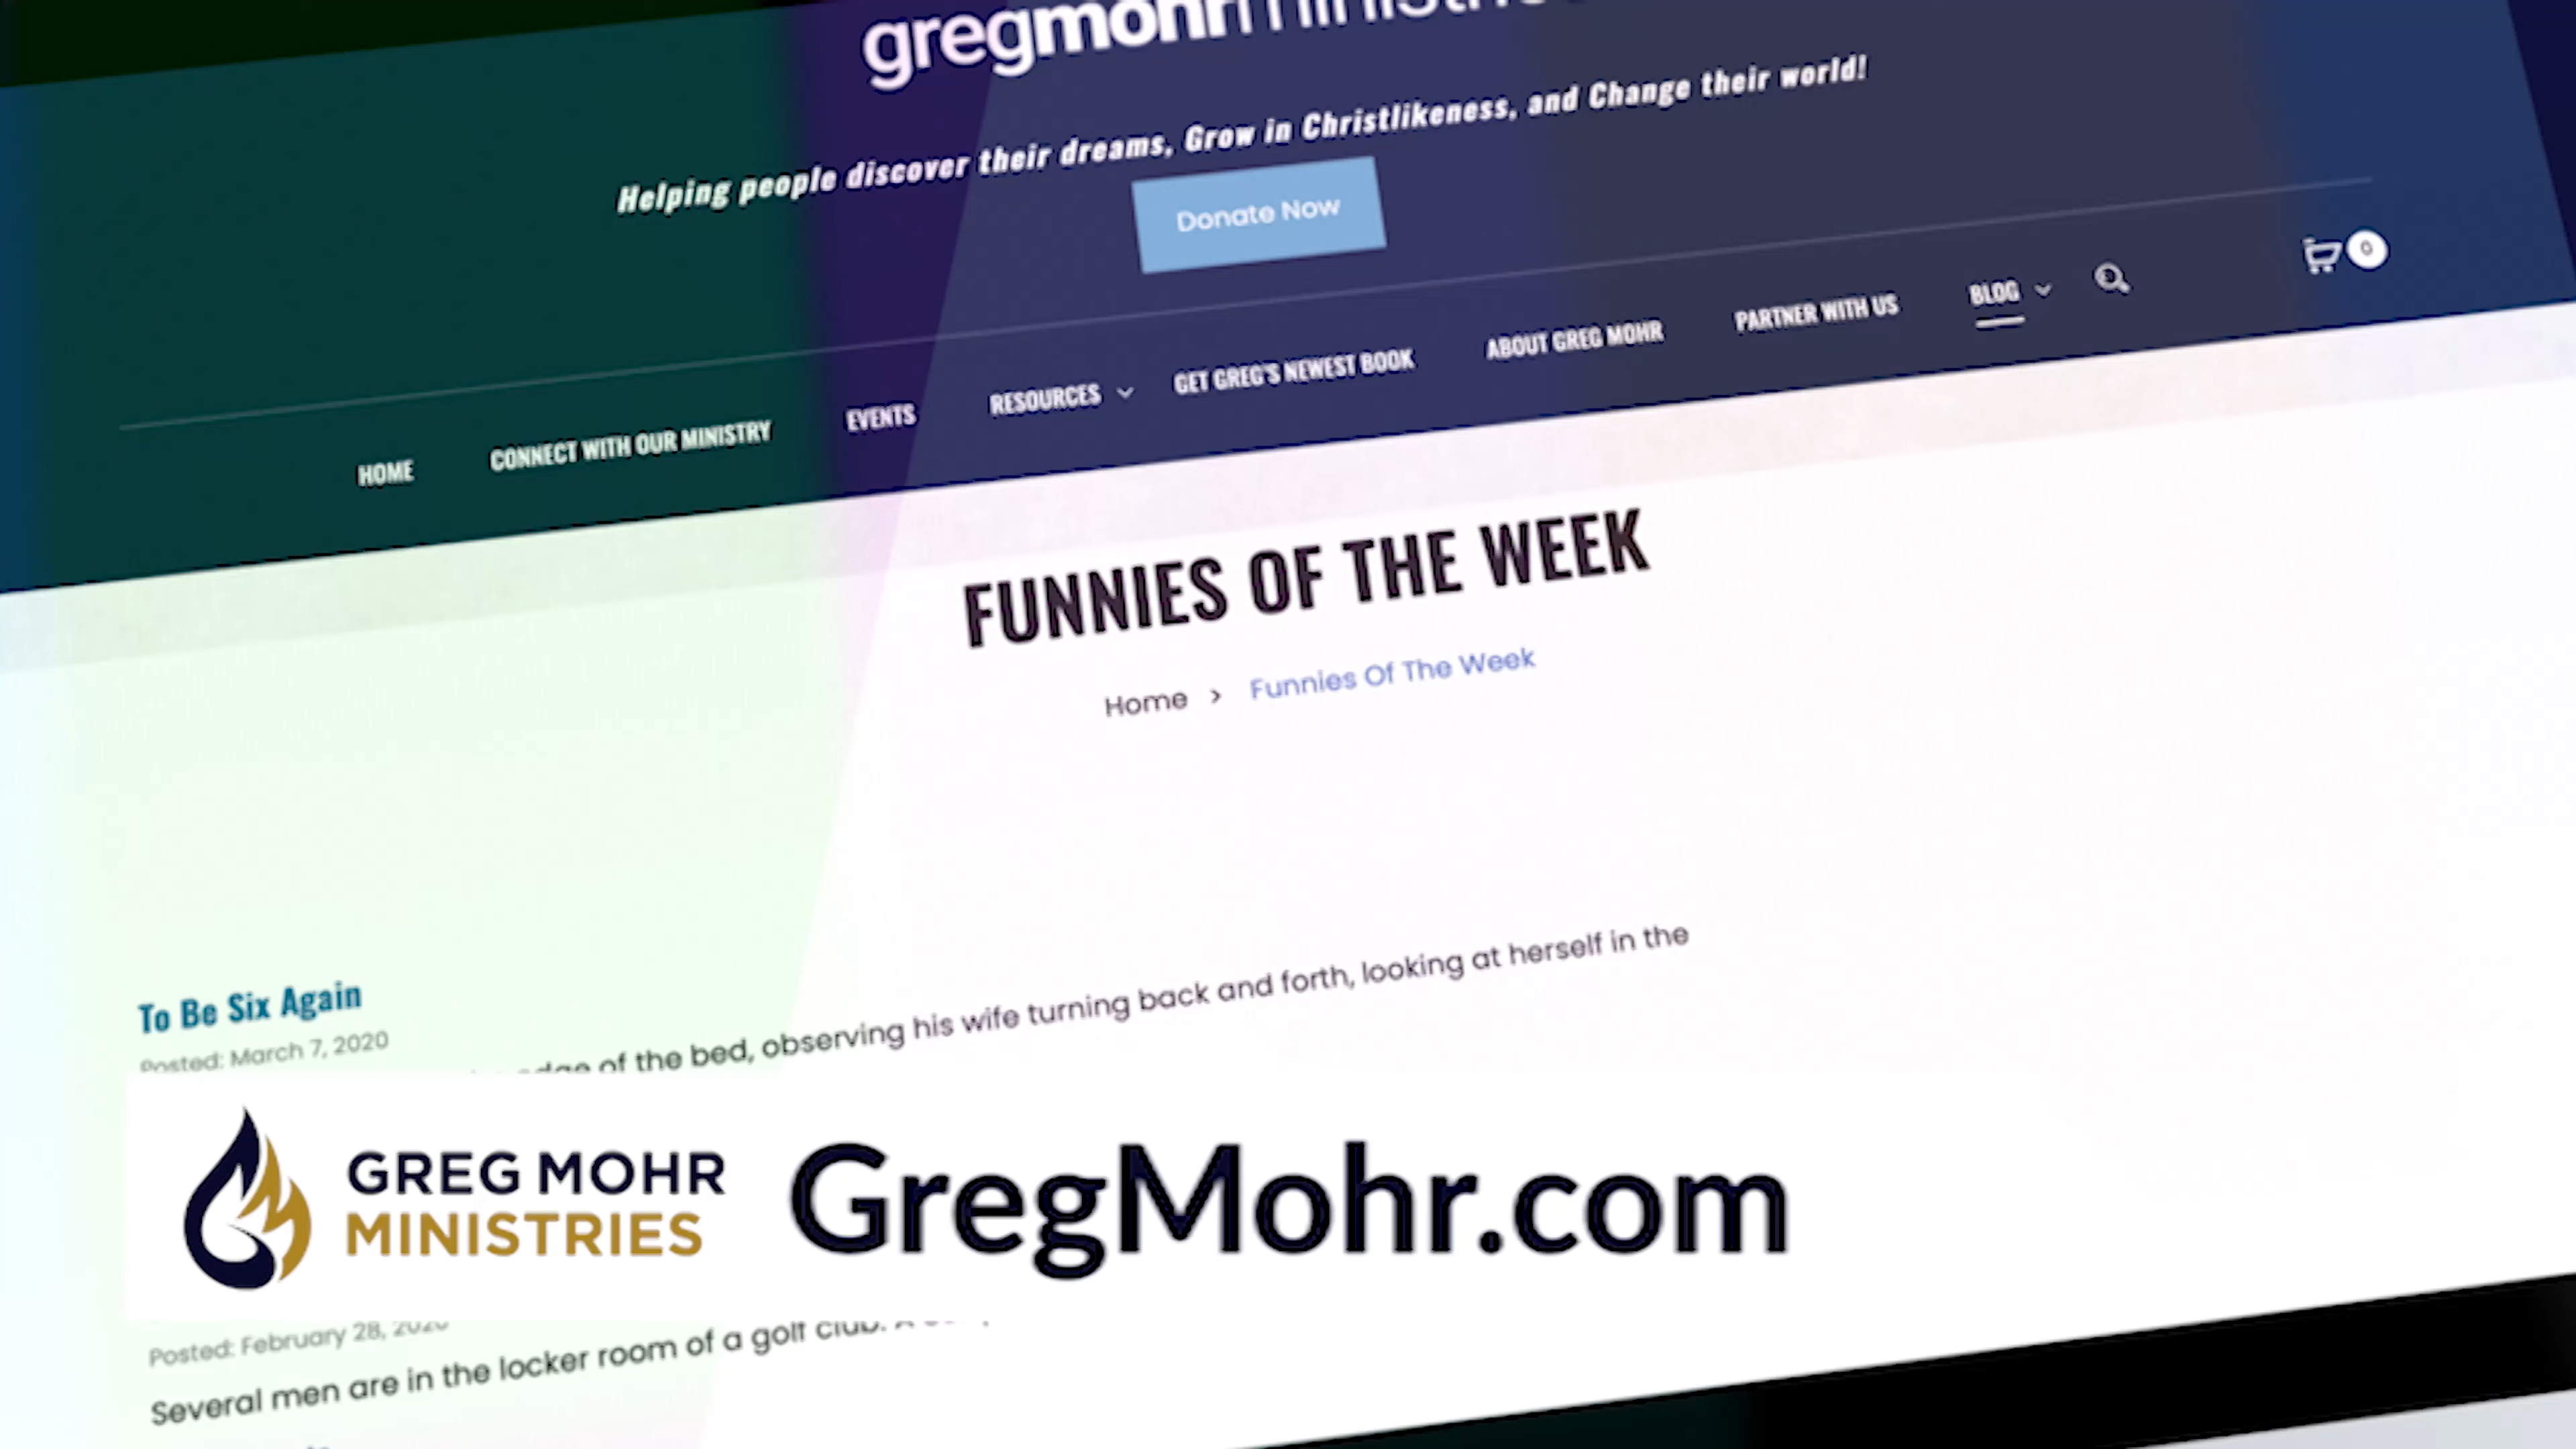 gregmohr
Helping people discover their dreams, Grow in Christlikeness, and Change their world!
Donate Now
0
HOME CONNECT WITH OUR MINISTRY EVENTS RESOURCES GET GREG'S NEWEST BOOK ABOUT GREG MOHR PARTNER WITH US BLOG
FUNNIES OF THE WEEK
Home > Funnies Of The Week
To Be Six Again
Posted: March 7, 2020
of the bed, observing his wife turning back and forth, looking at herself in the
GREG MOHR
MINISTRIES
GregMohr.com
Posted: February 28, 2020
Several men are in the locker room of a golf club. A